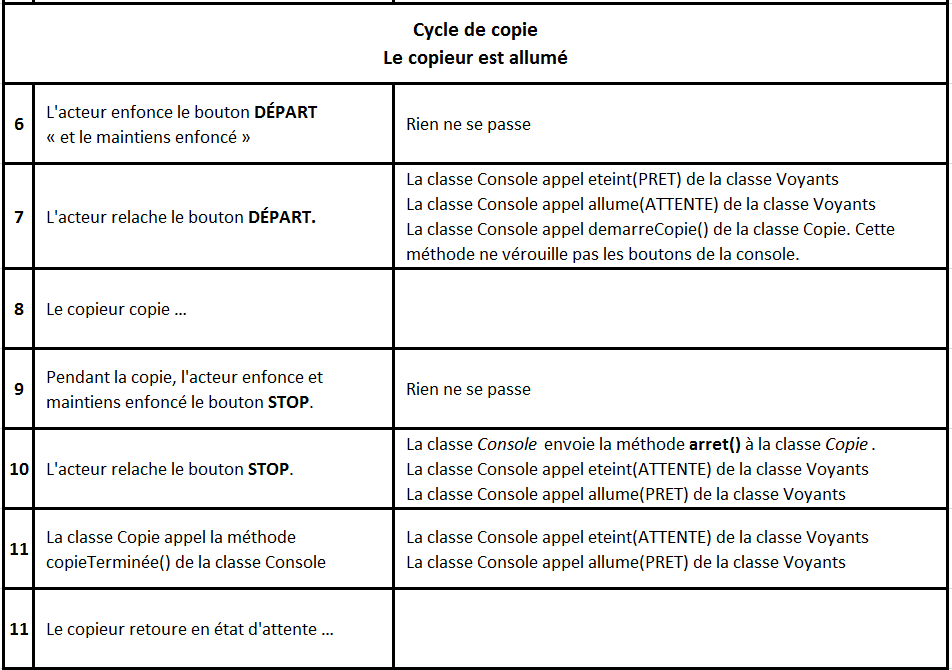 Cycle de copie
Le copieur est allumé
6
L'acteur enfonce le bouton DÉPART
« et le maintiens enfoncé »
Rien ne se passe
7
L'acteur relache le bouton DÉPART.
La classe Console appel eteint(PRET) de la classe Voyants
La classe Console appel allume(ATTENTE) de la classe Voyants
La classe Console appel demarreCopie() de la classe Copie. Cette
méthode ne vérouille pas les boutons de la console.
8
Le copieur copie ...
9
Pendant la copie, l'acteur enfonce et
maintiens enfoncé le bouton STOP.
Rien ne se passe
10
L'acteur relache le bouton STOP.
La classe Console envoie la méthode arret() à la classe Copie .
La classe Console appel eteint(ATTENTE) de la classe Voyants
La classe Console appel allume(PRET) de la classe Voyants
11
La classe Copie appel la méthode
copieTerminée() de la classe Console
La classe Console appel eteint(ATTENTE) de la classe Voyants
La classe Console appel allume(PRET) de la classe Voyants
11
Le copieur retoure en état d'attente ...